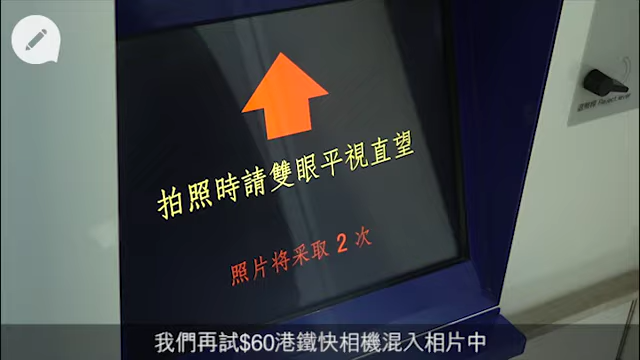 拍照時請雙眼平視直望
照片将采取 2 次
我們再試$60港鐵快相機混入相片中